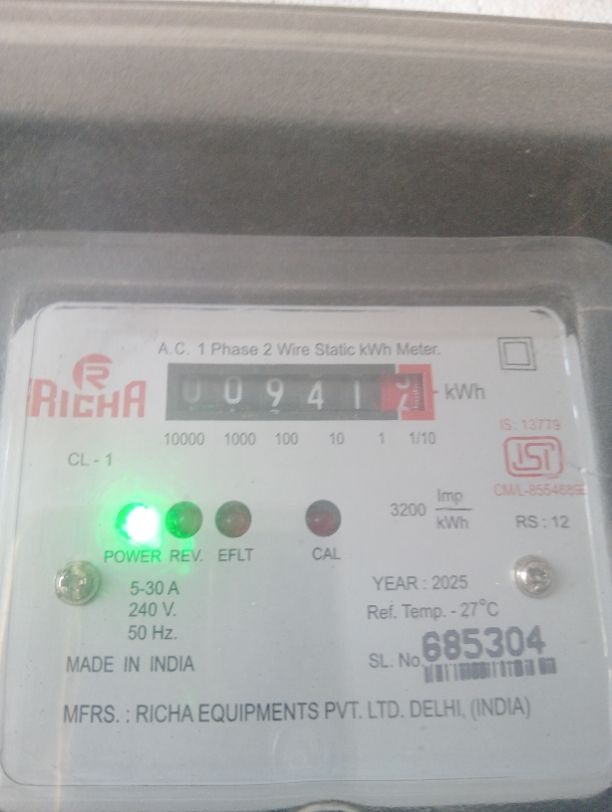 A.C. 1 Phase 2 Wire Static kWh Meter.
R
RICHA
00941
kWh
10000 1000 100 10 1 1/10
IS: 13779
CL - 1
ISI
3200 Imp
kWh
RS : 12
POWER REV. EFLT CAL
5-30 A
240 V.
50 Hz.
YEAR : 2025
Ref. Temp. - 27°C
MADE IN INDIA
SL. No. 685304
MFRS. : RICHA EQUIPMENTS PVT. LTD. DELHI, (INDIA)